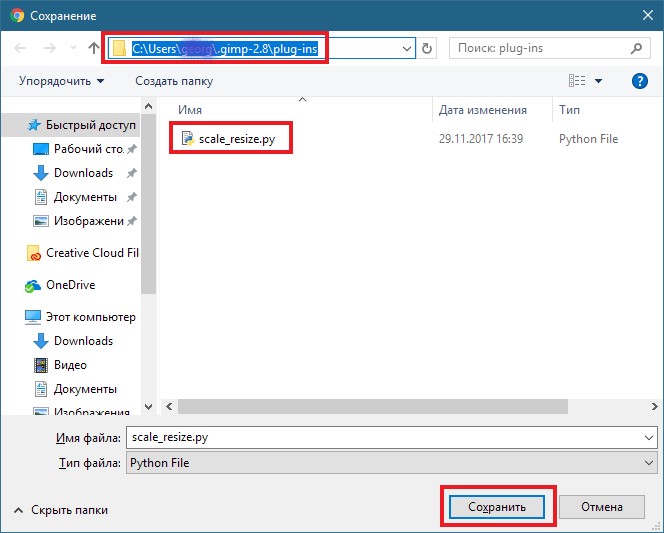 Сохранение
C:\Users\ \.gimp-2.8\plug-ins
Поиск: plug-ins
Упорядочить
Создать папку
Имя
Дата изменения
Тип
scale_resize.py
29.11.2017 16:39
Python File
Быстрый доступ
Рабочий сто.
Downloads
Документы
Изображени
Creative Cloud Fil
OneDrive
Этот компьютер
Downloads
Видео
Документы
Изображения
Имя файла: scale_resize.py
Тип файла: Python File
Скрыть папки
Сохранить
Отмена